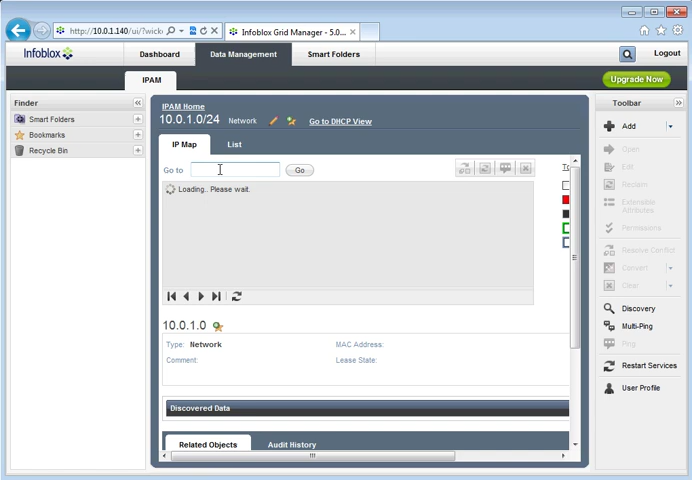 http://10.0.1.140/ui/?wick
Infoblox Grid Manager - 5.0...
Infoblox
Dashboard
Data Management
Smart Folders
Logout
IPAM
Upgrade Now
Finder
Smart Folders
Bookmarks
Recycle Bin
IPAM Home
10.0.1.0/24 Network Go to DHCP View
IP Map
List
Go to
Go
Loading.. Please wait.
10.0.1.0
Type: Network
MAC Address:
Comment:
Lease State:
Discovered Data
Related Objects
Audit History
Toolbar
Add
Open
Edit
Reclaim
Extensible
Attributes
Permissions
Resolve Conflict
Convert
Clear
Discovery
Multi-Ping
Ping
Restart Services
User Profile